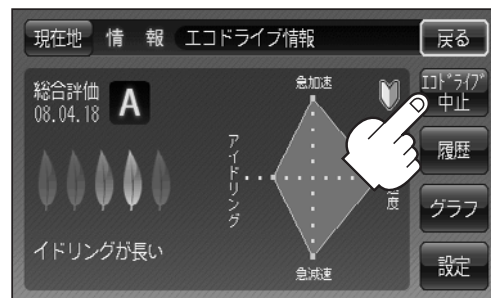 現在地 情 報 エコドライブ情報 戻る
総合評価
08.04.18 A
急加速
アイドリング
度
急減速
イドリングが長い
エコドライブ
中止
履歴
グラフ
設定